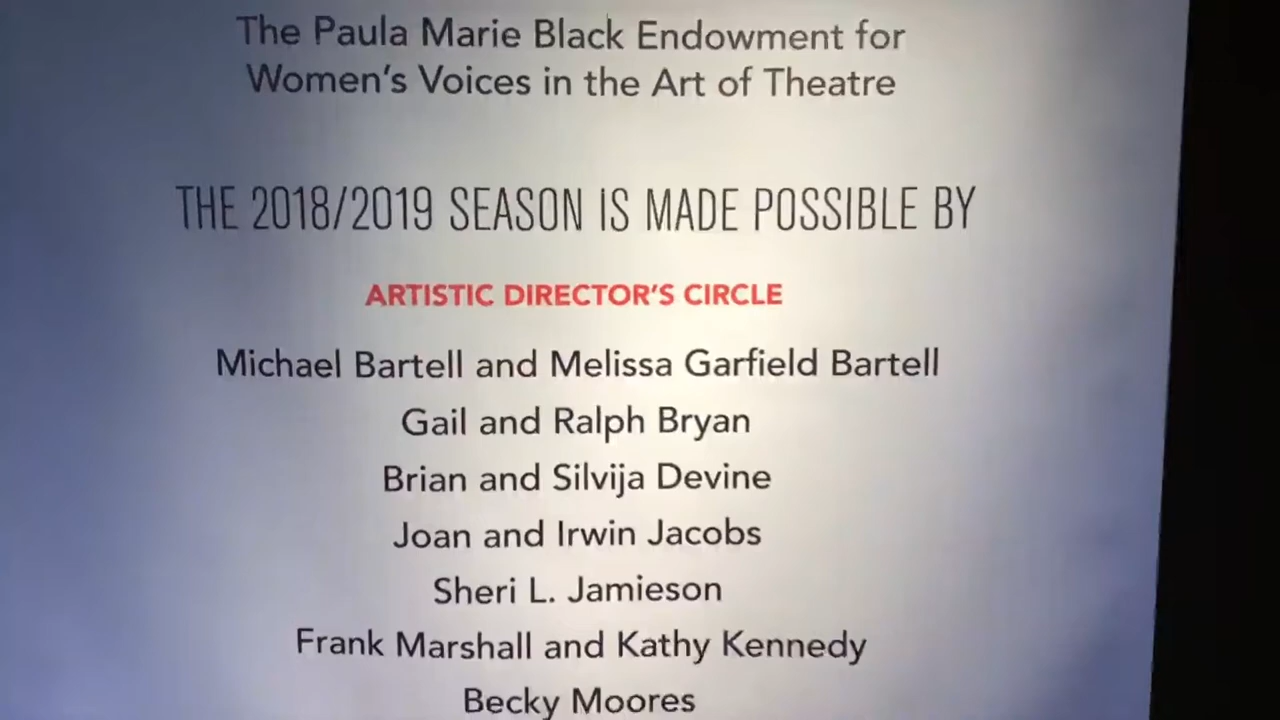 The Paula Marie Black Endowment for
Women's Voices in the Art of Theatre
THE 2018/2019 SEASON IS MADE POSSIBLE BY
ARTISTIC DIRECTOR'S CIRCLE
Michael Bartell and Melissa Garfield Bartell
Gail and Ralph Bryan
Brian and Silvija Devine
Joan and Irwin Jacobs
Sheri L. Jamieson
Frank Marshall and Kathy Kennedy
Becky Moores